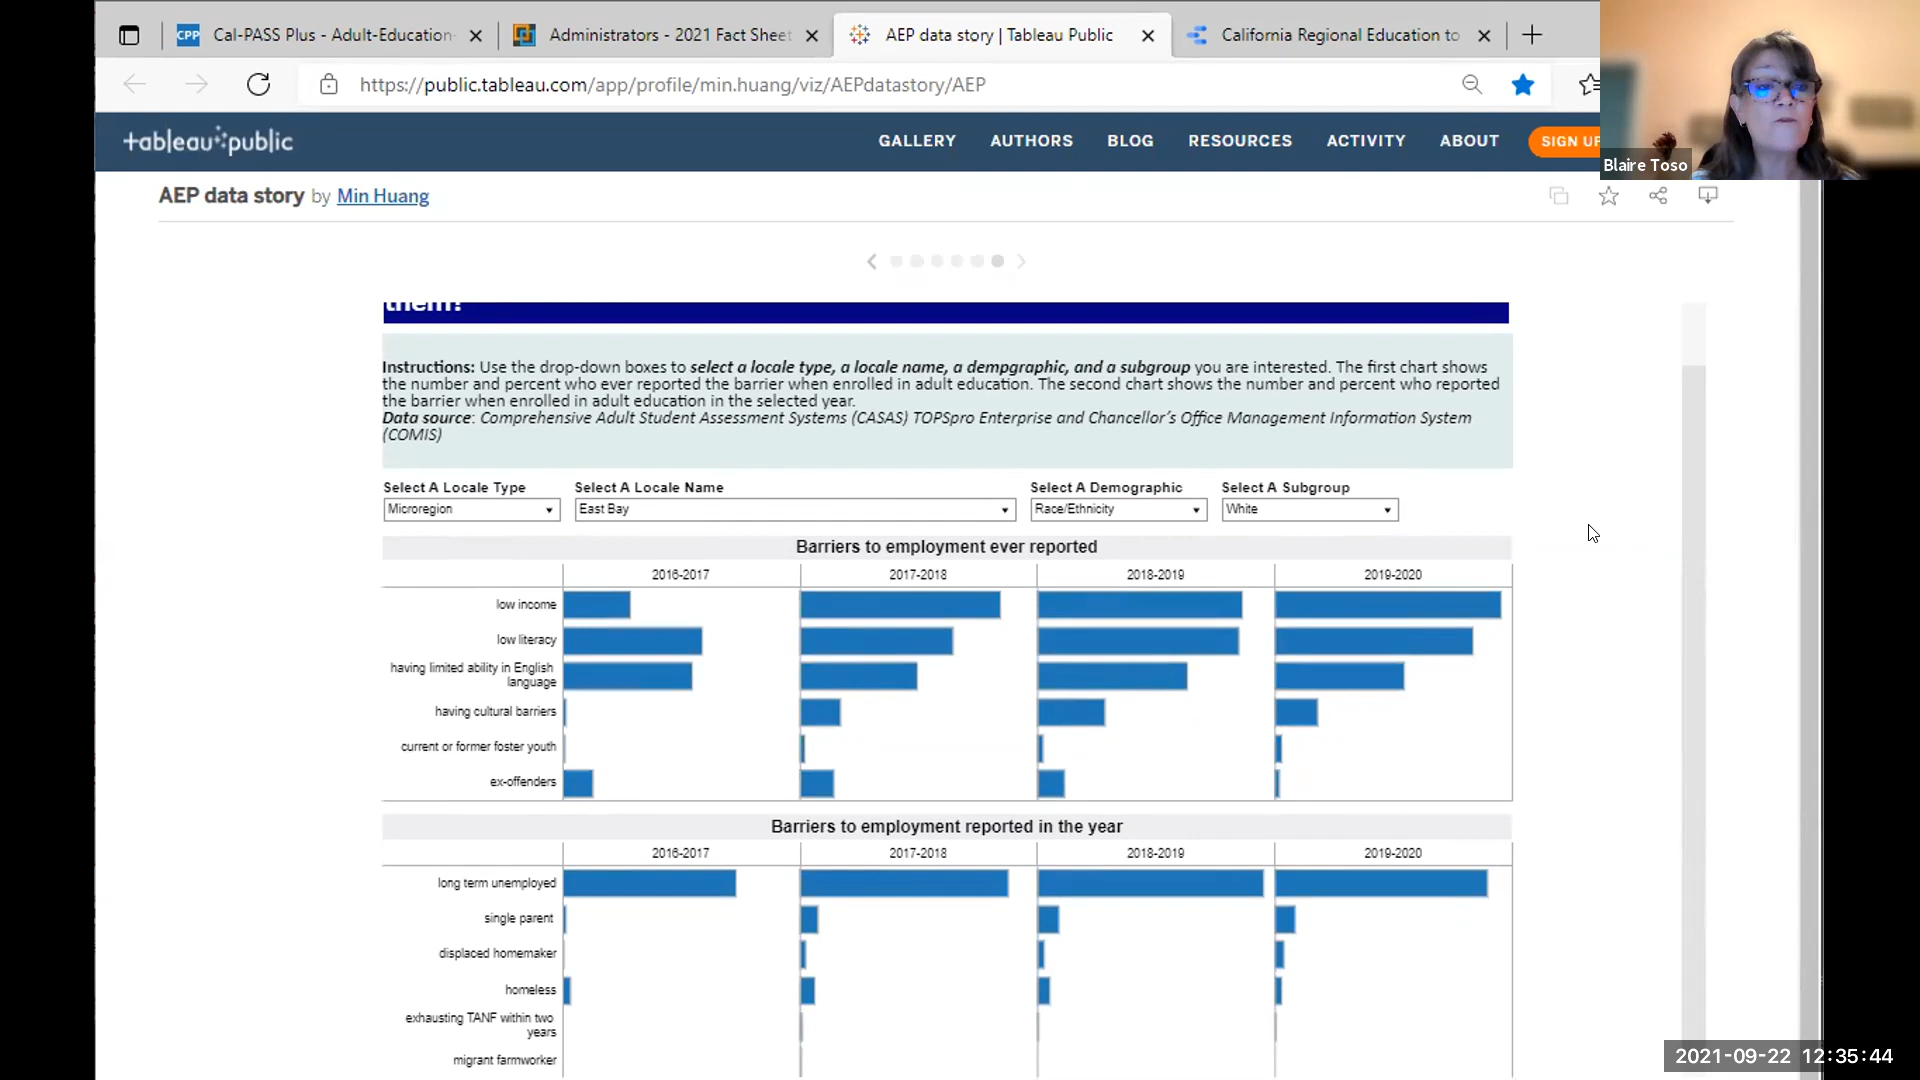 Cal-PASS Plus - Adult-Education-
Administrators - 2021 Fact Sheet
AEP data story | Tableau Public
California Regional Education to
https://public.tableau.com/app/profile/min.huang/viz/AEPdatastory/AEP
+ableau public
GALLERY AUTHORS BLOG RESOURCES ACTIVITY ABOUT SIGN UP
Blaire Toso
AEP data story by Min Huang
them?
Instructions: Use the drop-down boxes to select a locale type, a locale name, a dempgraphic, and a subgroup you are interested. The first chart shows
the number and percent who ever reported the barrier when enrolled in adult education. The second chart shows the number and percent who reported
the barrier when enrolled in adult education in the selected year.
Data source: Comprehensive Adult Student Assessment Systems (CASAS) TOPSpro Enterprise and Chancellor's Office Management Information System
(COMIS)
Select A Locale Type Select A Locale Name Select A Demographic Select A Subgroup
Microregion East Bay Race/Ethnicity White
Barriers to employment ever reported
2016-2017 2017-2018 2018-2019 2019-2020
low income
low literacy
having limited ability in English
language
having cultural barriers
current or former foster youth
ex-offenders
Barriers to employment reported in the year
2016-2017 2017-2018 2018-2019 2019-2020
long term unemployed
single parent
displaced homemaker
homeless
exhausting TANF within two
years
migrant farmworker
2021-09-22 12:35:44